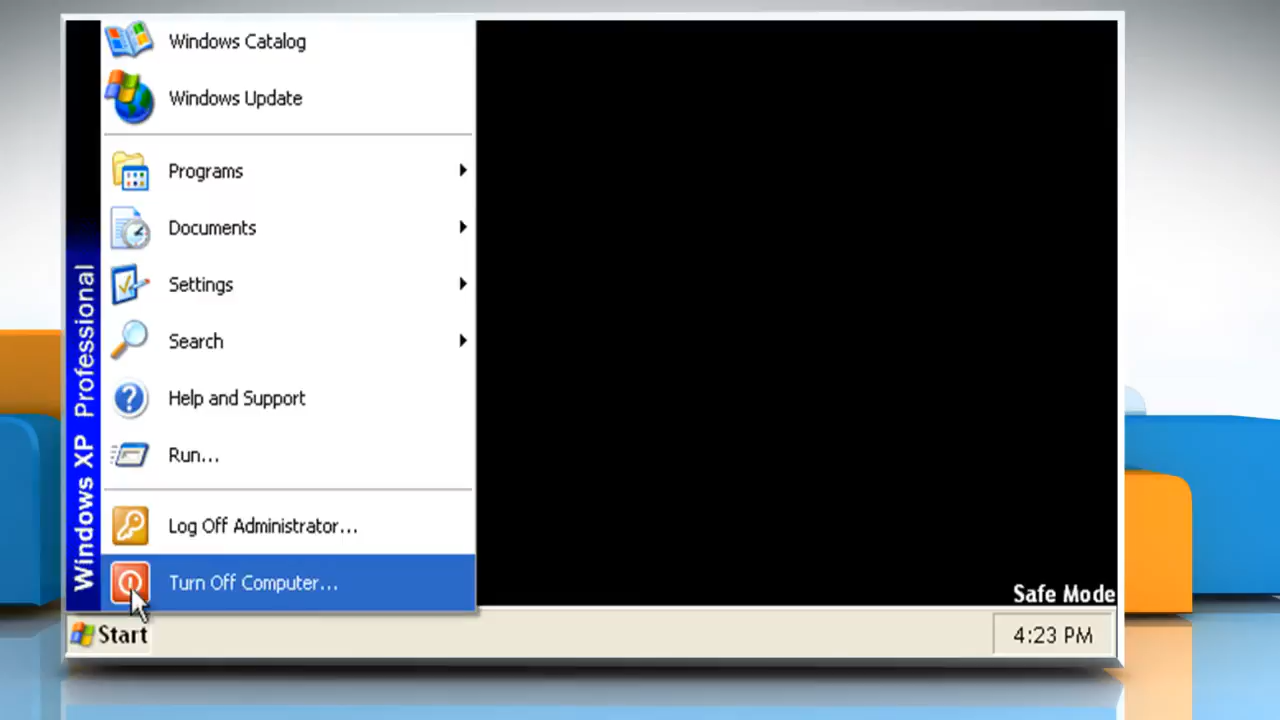 Windows Catalog
Windows Update
Programs
Documents
Settings
Search
Help and Support
Run...
Log Off Administrator...
Turn Off Computer...
Windows XP Professional
Safe Mode
Start
4:23 PM